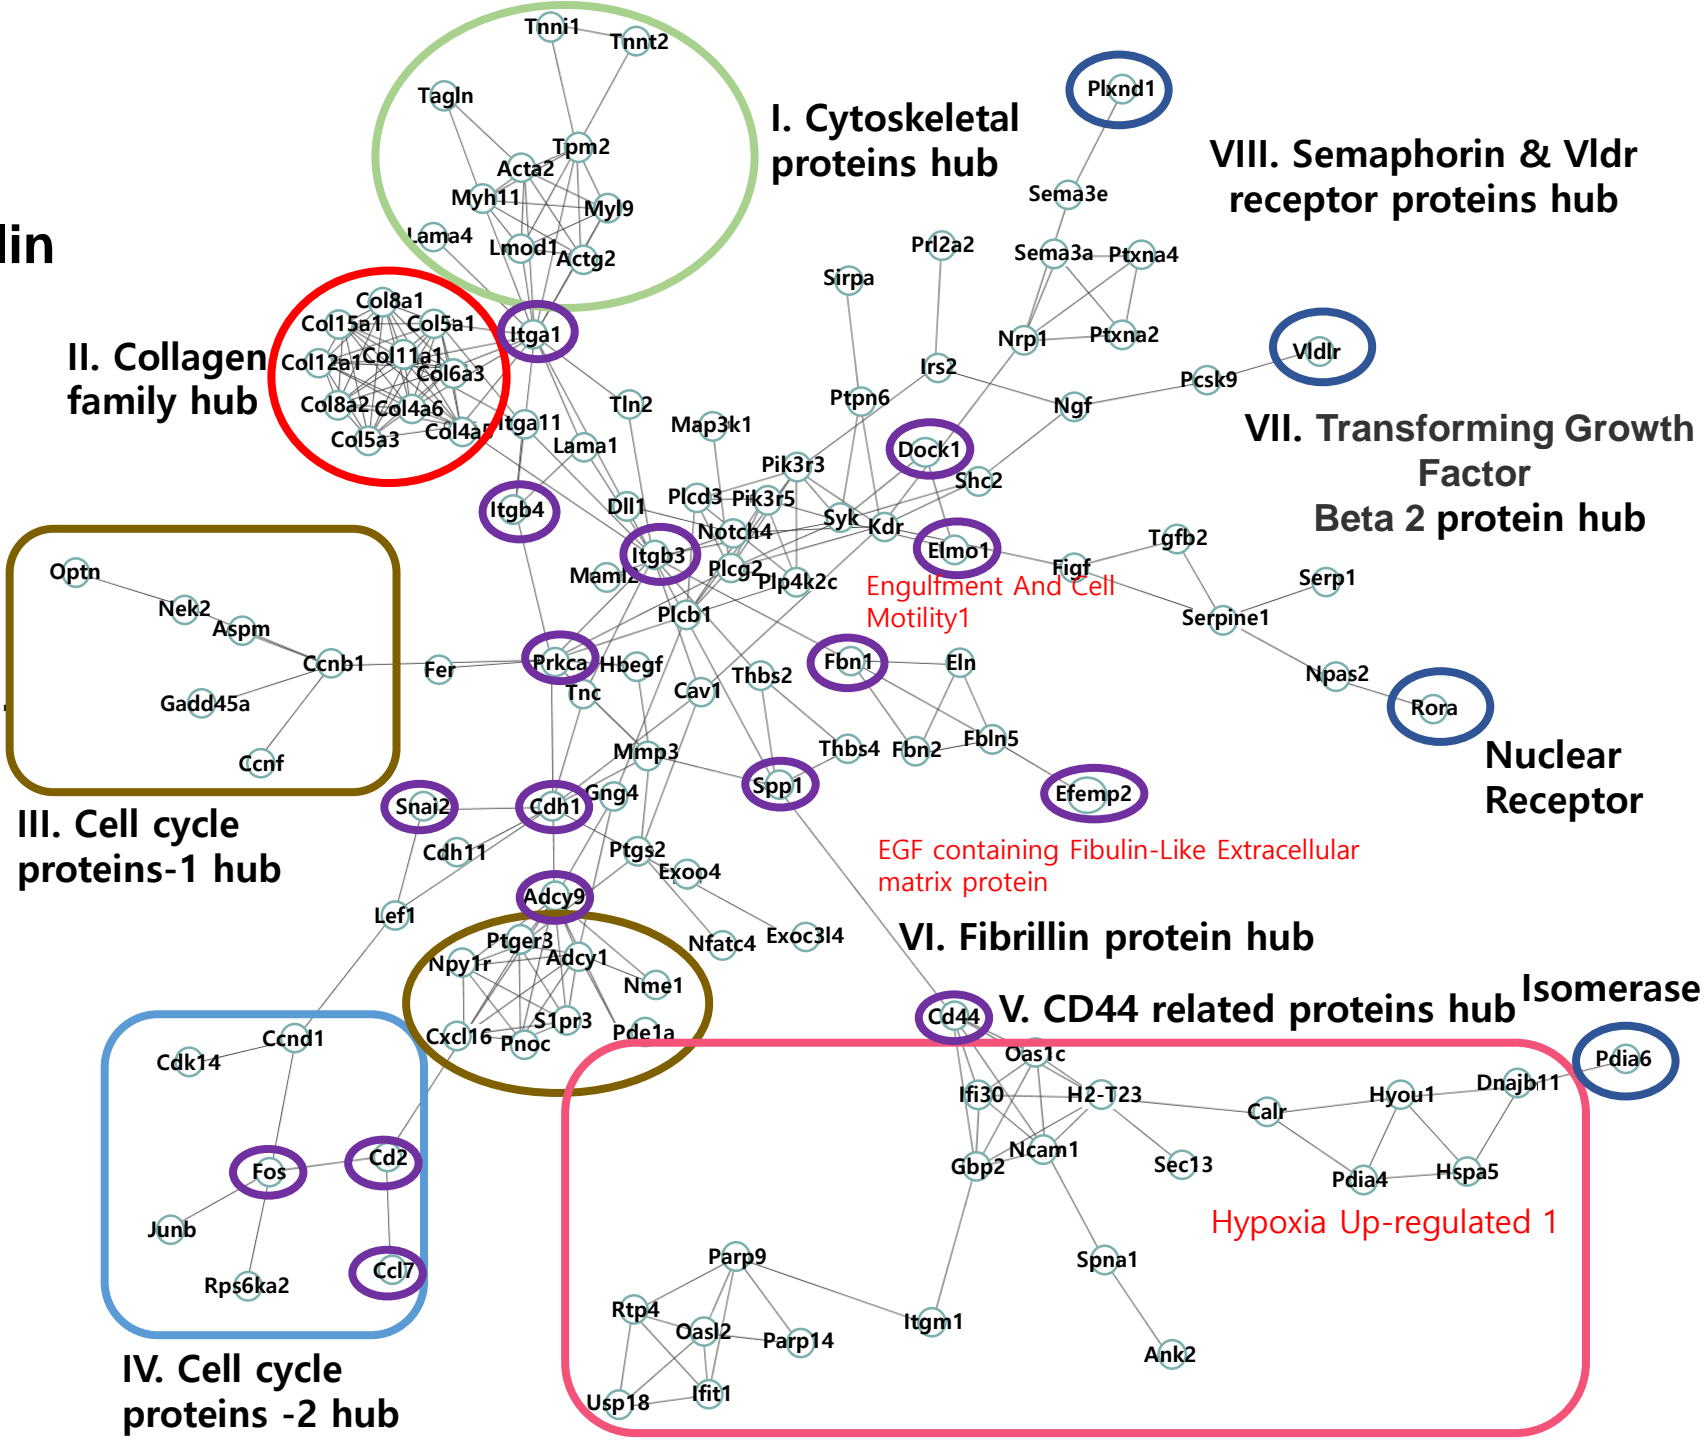 Tnni1
Tnnt2
Tagln
Tpm2
Acta2
Myh11
Myl9
Lama4
Lmod1
Actg2
I. Cytoskeletal
proteins hub
Plxnd1
VIII. Semaphorin & Vldr
receptor proteins hub
Sema3e
Sema3a
Ptxna4
Prl2a2
Sirpa
lin
Col8a1
Col15a1
Col5a1
Col12a1
Col11a1
Col6a3
Col8a2
Col4a6
Col5a3
Col4a5
II. Collagen
family hub
Itga1
Nrp1
Ptxna2
Vldlr
Irs2
Pcsk9
Ptpn6
Ngf
Tln2
Itga11
Map3k1
Lama1
Dock1
VII. Transforming Growth
Factor
Beta 2 protein hub
Pik3r3
Shc2
Plcd3
Pik3r5
Itgb4
Dll1
Notch4
Syk
Kdr
Itgb3
Elmo1
Tgfb2
Maml2
Plcg2
Plp4k2c
Figf
Serp1
Engulfment And Cell
Motility1
Optn
Nek2
Aspm
Ccnb1
Gadd45a
Ccnf
Plcb1
Serpine1
Fer
Prkca
Hbegf
Tnc
Cav1
Thbs2
Fbn1
Eln
Npas2
Rora
Mmp3
Thbs4
Fbn2
Fbln5
Nuclear
Receptor
Snai2
Cdh1
Gng4
Spp1
Efemp2
III. Cell cycle
proteins-1 hub
Cdh11
Ptgs2
Exoo4
EGF containing Fibulin-Like Extracellular
matrix protein
Adcy9
Lef1
Ptger3
Npy1r
Adcy1
Nfatc4
Exoc3l4
VI. Fibrillin protein hub
Nme1
Cxcl16
Pnoc
S1pr3
Pde1a
Cd44
V. CD44 related proteins hub
Isomerase
Ccnd1
Cdk14
Oas1c
Pdia6
Ifi30
H2-T23
Calr
Hyou1
Dnajb11
Ncam1
Gbp2
Sec13
Pdia4
Hspa5
Fos
Cd2
Hypoxia Up-regulated 1
Junb
Rps6ka2
Ccl7
Parp9
Spna1
Rtp4
Oasl2
Parp14
Itgm1
Ank2
Usp18
Ifit1
IV. Cell cycle
proteins -2 hub